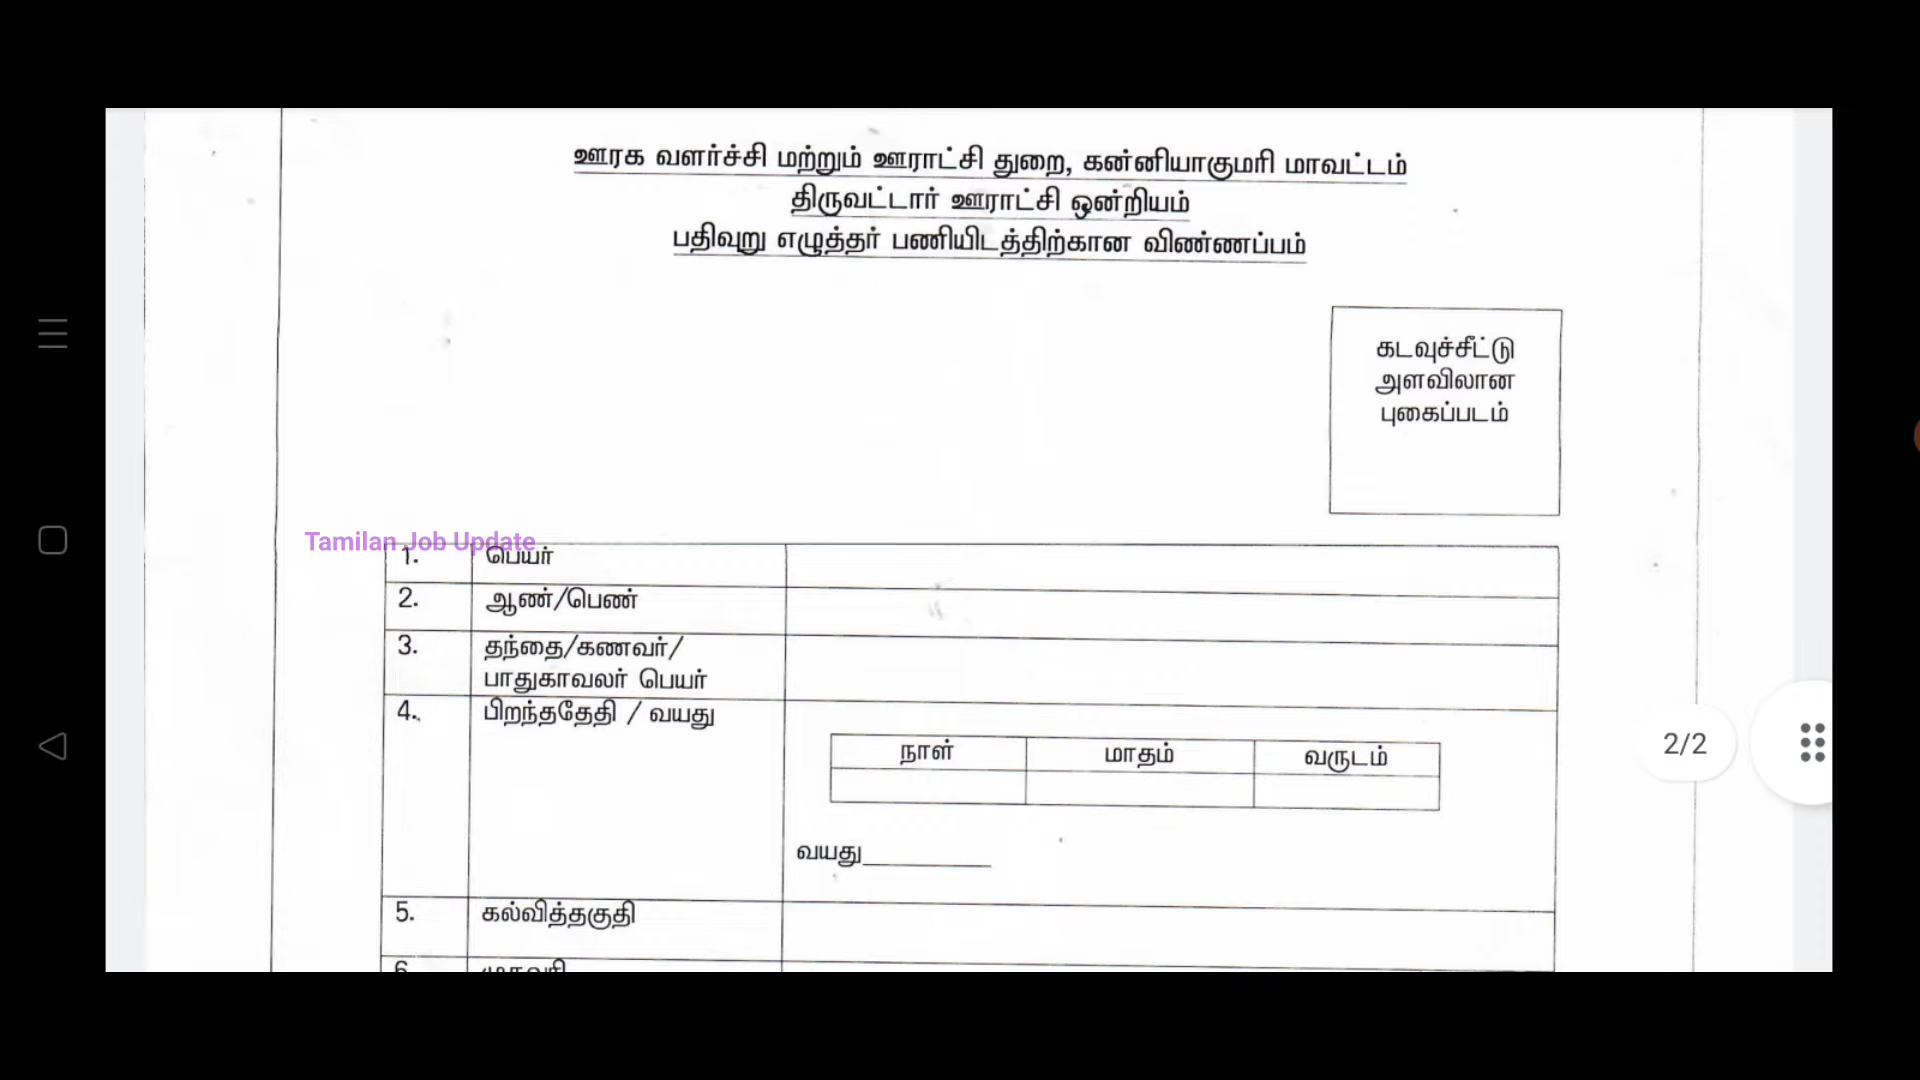 ஊரக வளர்ச்சி மற்றும் ஊராட்சி துறை, கன்னியாகுமரி மாவட்டம்
திருவட்டார் ஊராட்சி ஒன்றியம்
பதிவுறு எழுத்தர் பணியிடத்திற்கான விண்ணப்பம்
கடவுச்சீட்டு
அளவிலான
புகைப்படம்
Tamilan Job Update
1. பெயர்
2. ஆண்/பெண்
3. தந்தை/கணவர்/
பாதுகாவலர் பெயர்
4. பிறந்ததேதி / வயது
நாள் மாதம் வருடம்
2/2
வயது
5. கல்வித்தகுதி
6. முகவரி